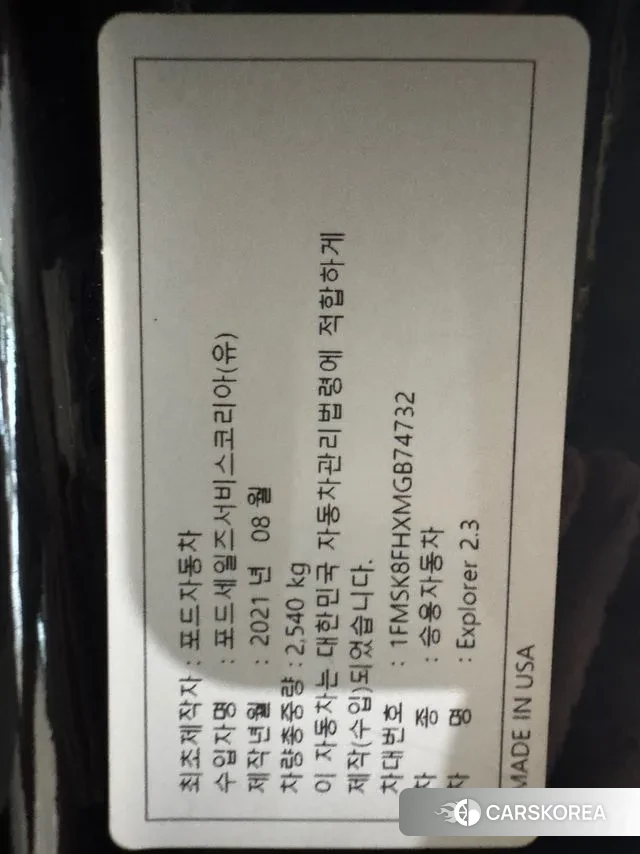 최초제작자 : 포드자동차
수입자명 : 포드세일즈서비스코리아(유)
제작년월 : 2021 년 08 월
차량총중량 : 2,540 kg
이 자동차는 대한민국 자동차관리법령에 적합하게
제작(수입)되었습니다.
차대번호 : 1FMSK8FHXMGB74732
차 종 : 승용자동차
차 명 : Explorer 2.3
MADE IN USA
CARSKOREA